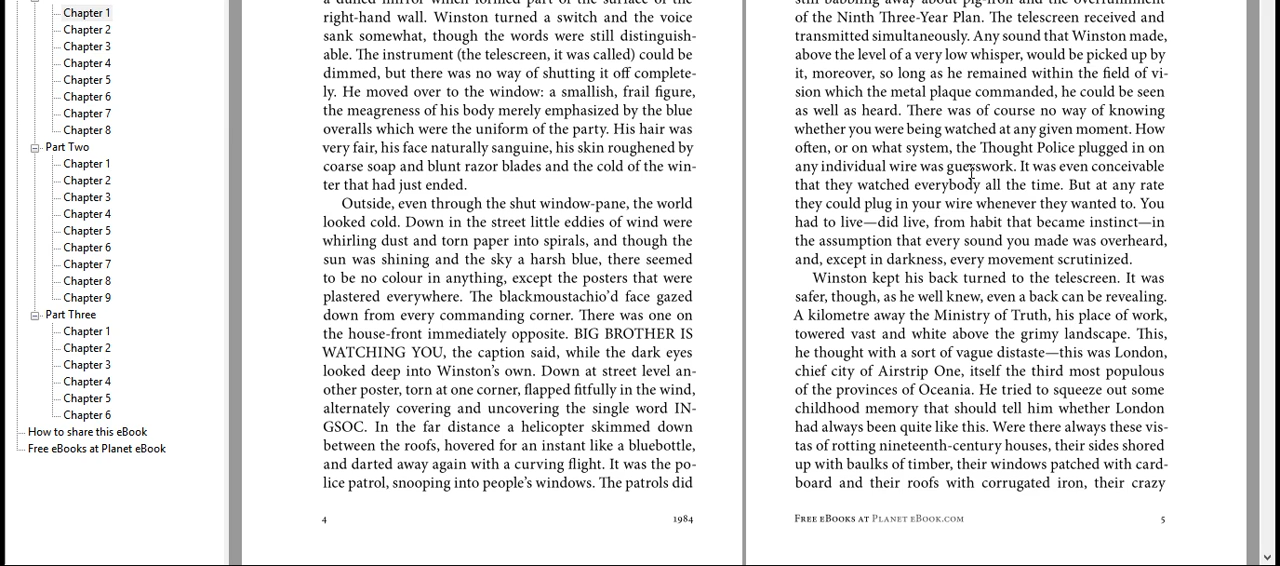 Chapter 1
Chapter 2
Chapter 3
Chapter 4
Chapter 5
Chapter 6
Chapter 7
Chapter 8
Part Two
Chapter 1
Chapter 2
Chapter 3
Chapter 4
Chapter 5
Chapter 6
Chapter 7
Chapter 8
Chapter 9
Part Three
Chapter 1
Chapter 2
Chapter 3
Chapter 4
Chapter 5
Chapter 6
How to share this eBook
Free eBooks at Planet eBook
a dulled mirror which formed part of the surface of the
right-hand wall. Winston turned a switch and the voice
sank somewhat, though the words were still distinguish-
able. The instrument (the telescreen, it was called) could be
dimmed, but there was no way of shutting it off complete-
ly. He moved over to the window: a smallish, frail figure,
the meagreness of his body merely emphasized by the blue
overalls which were the uniform of the party. His hair was
very fair, his face naturally sanguine, his skin roughened by
coarse soap and blunt razor blades and the cold of the win-
ter that had just ended.
Outside, even through the shut window-pane, the world
looked cold. Down in the street little eddies of wind were
whirling dust and torn paper into spirals, and though the
sun was shining and the sky a harsh blue, there seemed
to be no colour in anything, except the posters that were
plastered everywhere. The blackmoustachio’d face gazed
down from every commanding corner. There was one on
the house-front immediately opposite. BIG BROTHER IS
WATCHING YOU, the caption said, while the dark eyes
looked deep into Winston’s own. Down at street level an-
other poster, torn at one corner, flapped fitfully in the wind,
alternately covering and uncovering the single word IN-
GSOC. In the far distance a helicopter skimmed down
between the roofs, hovered for an instant like a bluebottle,
and darted away again with a curving flight. It was the po-
lice patrol, snooping into people’s windows. The patrols did
4
1984
still babbling away about pig-iron and the overfulfilment
of the Ninth Three-Year Plan. The telescreen received and
transmitted simultaneously. Any sound that Winston made,
above the level of a very low whisper, would be picked up by
it, moreover, so long as he remained within the field of vi-
sion which the metal plaque commanded, he could be seen
as well as heard. There was of course no way of knowing
whether you were being watched at any given moment. How
often, or on what system, the Thought Police plugged in on
any individual wire was guesswork. It was even conceivable
that they watched everybody all the time. But at any rate
they could plug in your wire whenever they wanted to. You
had to live—did live, from habit that became instinct—in
the assumption that every sound you made was overheard,
and, except in darkness, every movement scrutinized.
Winston kept his back turned to the telescreen. It was
safer, though, as he well knew, even a back can be revealing.
A kilometre away the Ministry of Truth, his place of work,
towered vast and white above the grimy landscape. This,
he thought with a sort of vague distaste—this was London,
chief city of Airstrip One, itself the third most populous
of the provinces of Oceania. He tried to squeeze out some
childhood memory that should tell him whether London
had always been quite like this. Were there always these vis-
tas of rotting nineteenth-century houses, their sides shored
up with baulks of timber, their windows patched with card-
board and their roofs with corrugated iron, their crazy
FREE EBOOKS AT PLANET EBOOK.COM
5